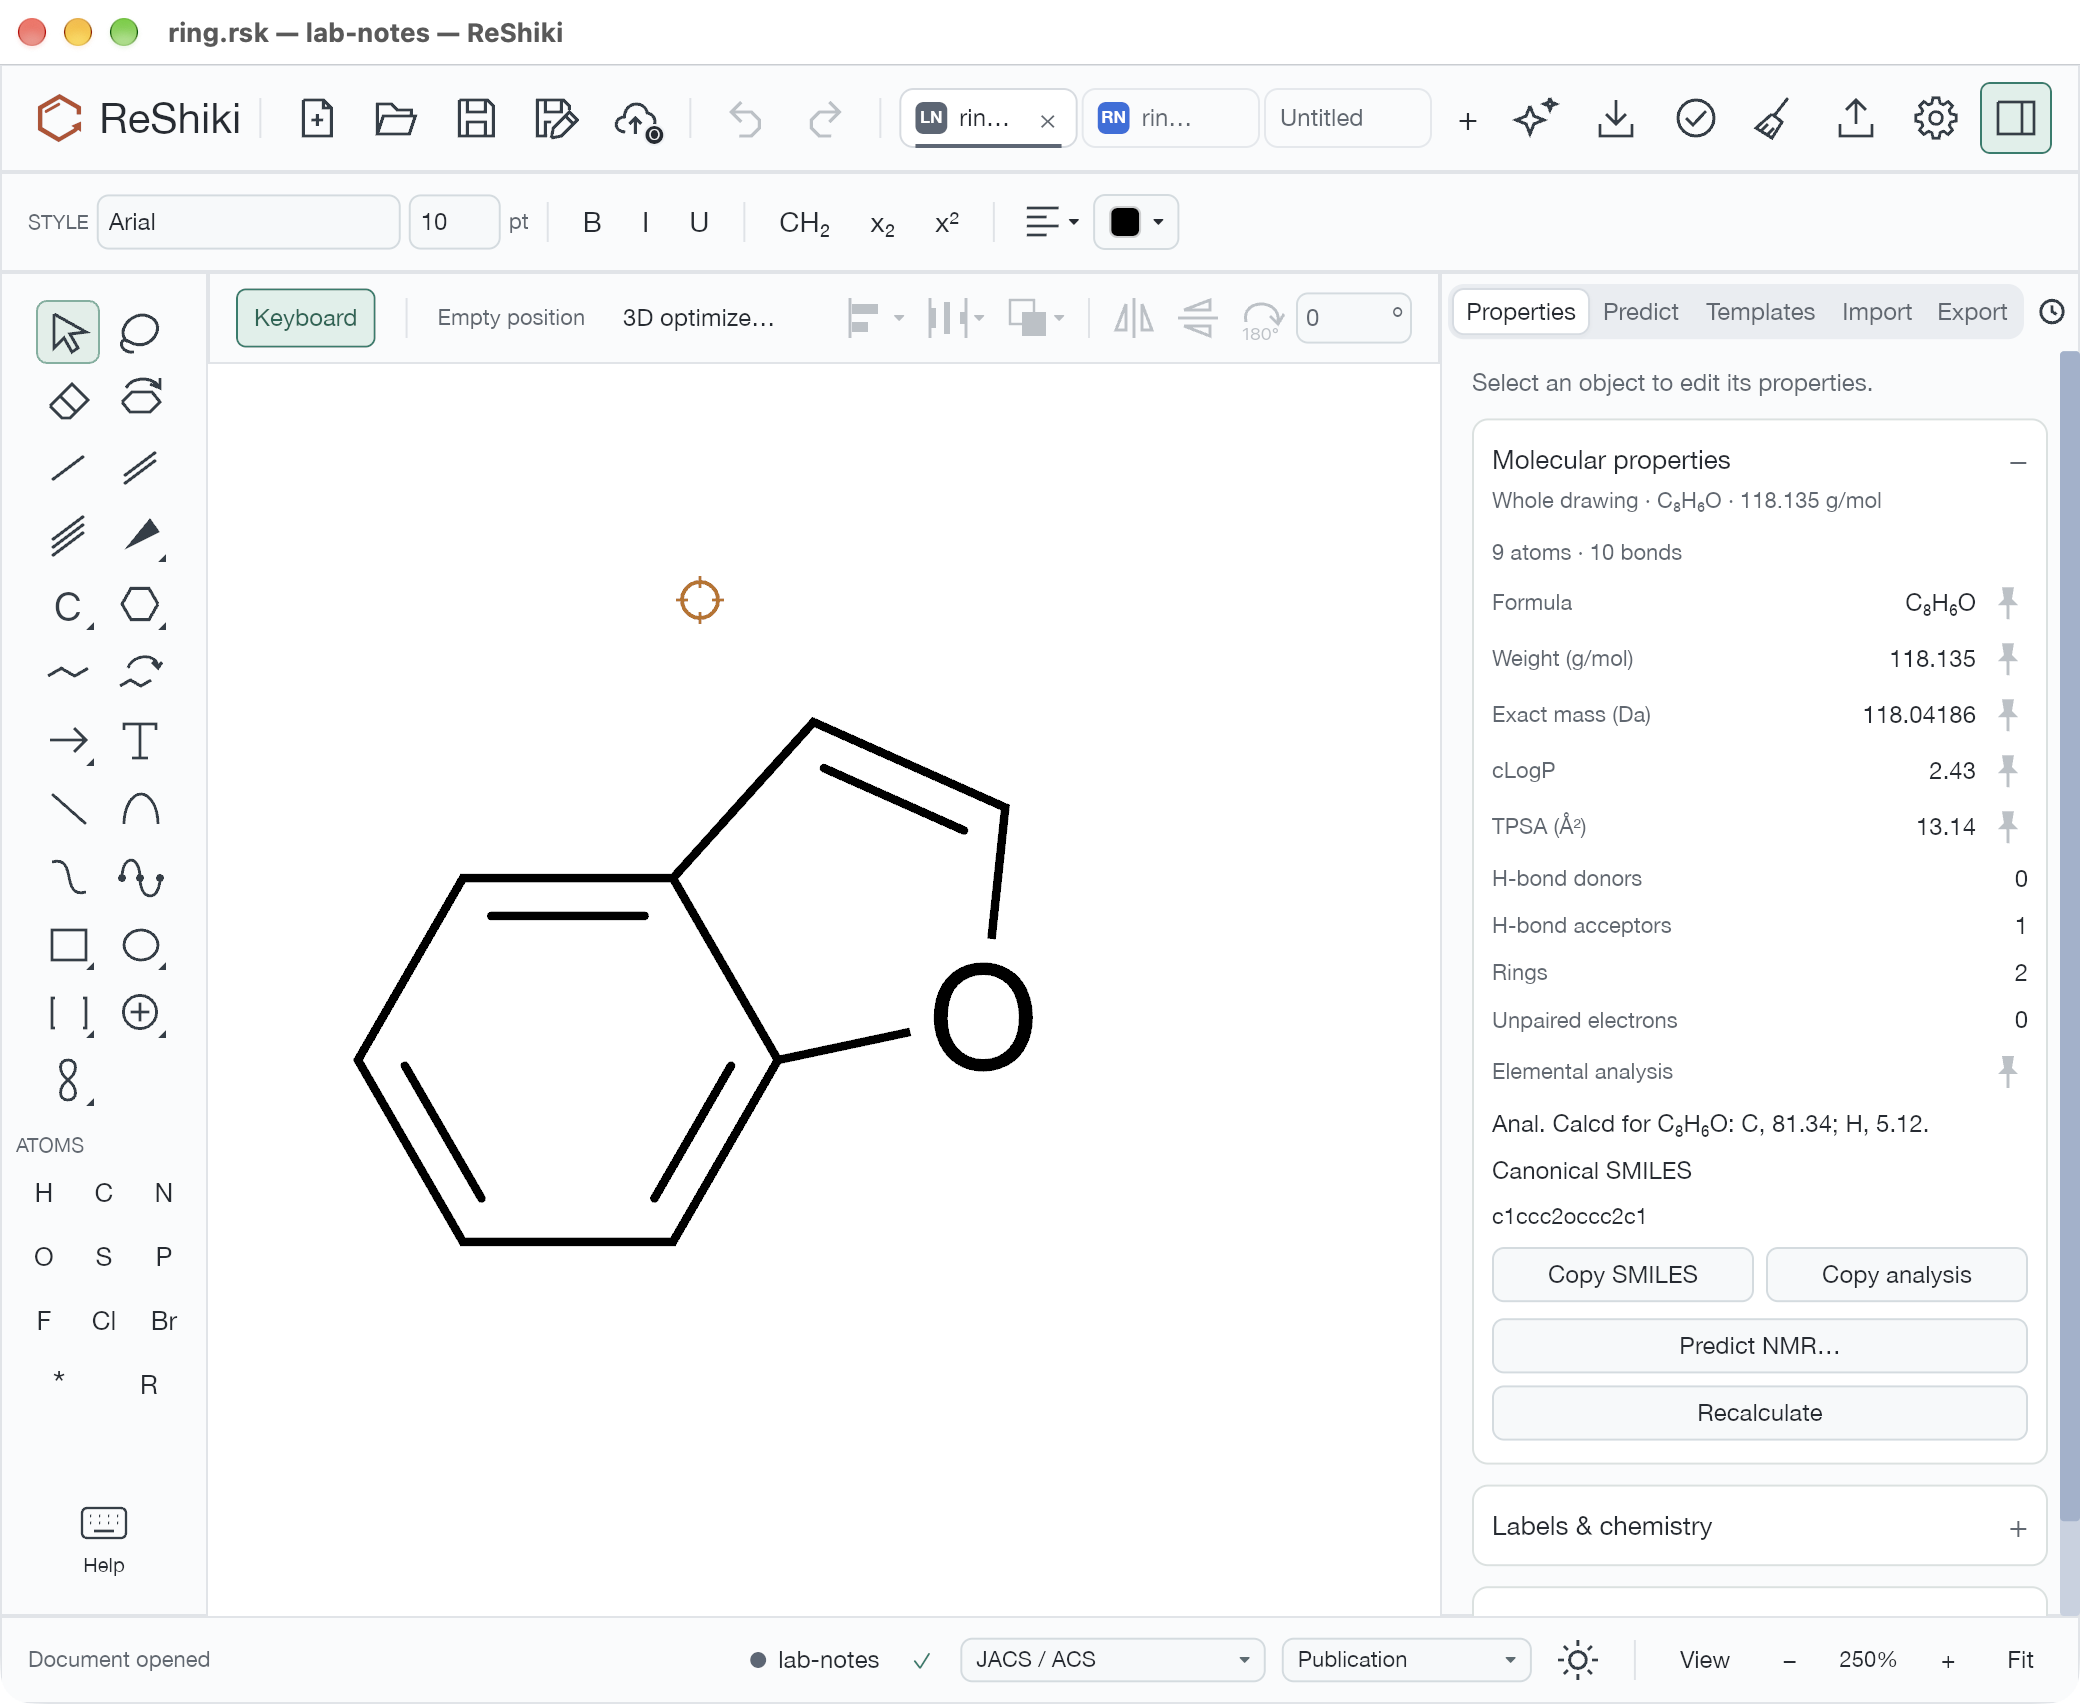 ring.rsk — lab-notes — ReShiki
ReShiki
LN rin...
RN rin...
Untitled
STYLE Arial 10 pt B I U CH₂ x₂ x²
Keyboard Empty position 3D optimize... 180° 0 °
Properties Predict Templates Import Export
Select an object to edit its properties.
Molecular properties
Whole drawing · C₈H₆O · 118.135 g/mol
9 atoms · 10 bonds
Formula C₈H₆O
Weight (g/mol) 118.135
Exact mass (Da) 118.04186
cLogP 2.43
TPSA (Å²) 13.14
H-bond donors 0
H-bond acceptors 1
Rings 2
Unpaired electrons 0
Elemental analysis
Anal. Calcd for C₈H₆O: C, 81.34; H, 5.12.
Canonical SMILES
c1ccc2occc2c1
Copy SMILES Copy analysis
Predict NMR...
Recalculate
Labels & chemistry
C
T
O
ATOMS
H C N
O S P
F Cl Br
* R
Help
Document opened lab-notes ✓ JACS / ACS Publication View − 250% + Fit